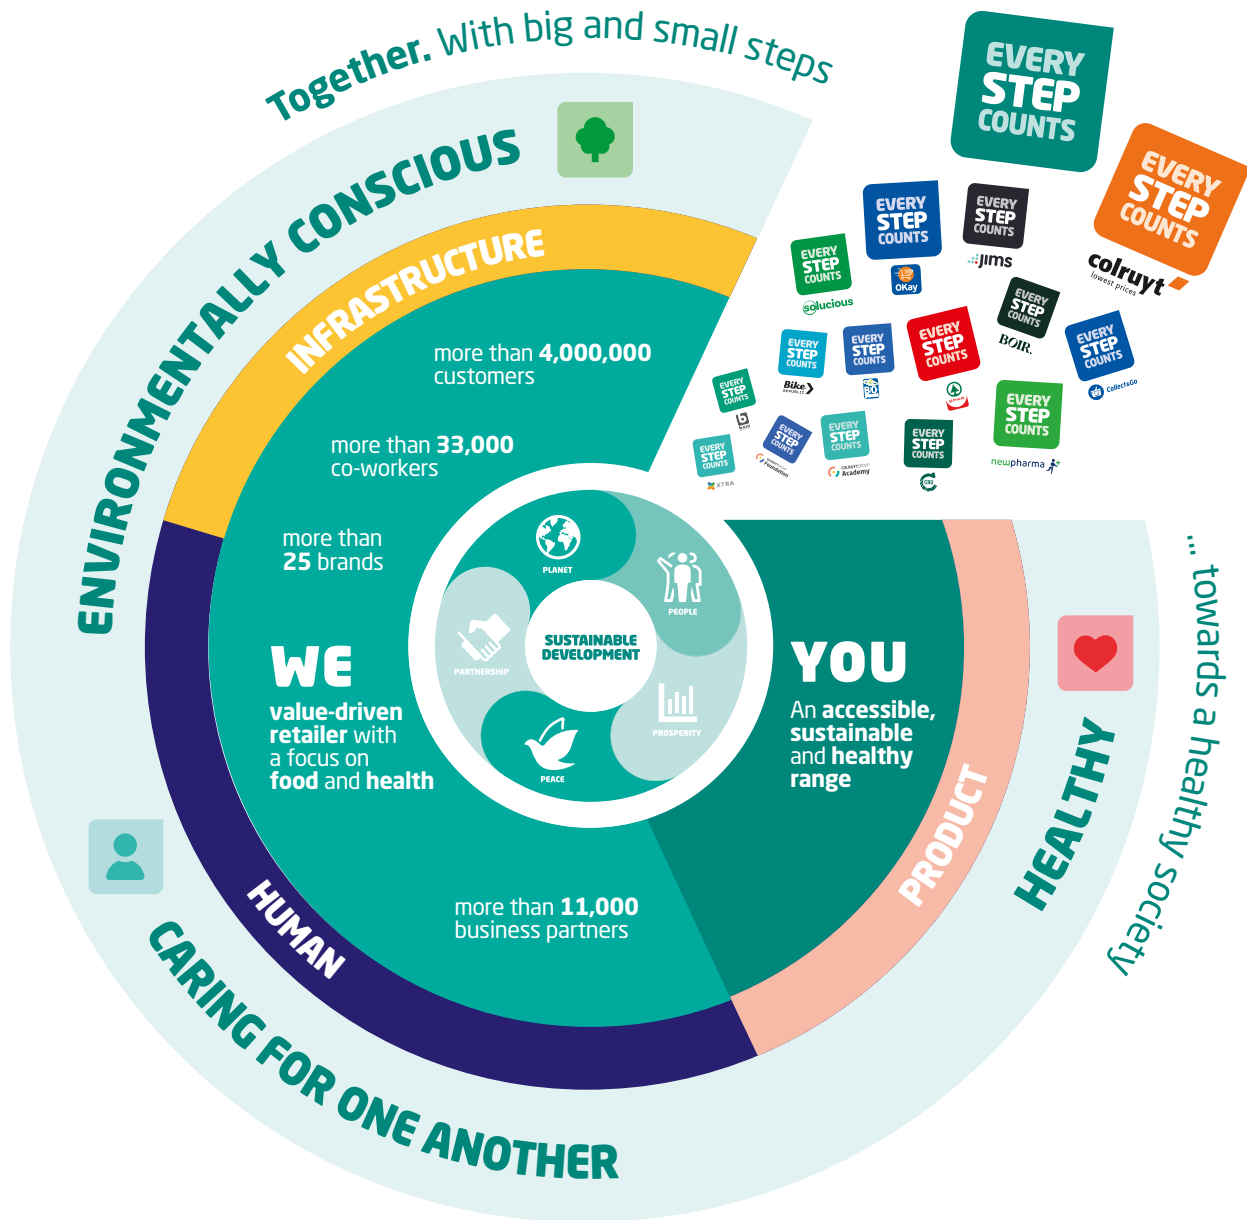 Together. With big and small steps
... towards a healthy society
ENVIRONMENTALLY CONSCIOUS
INFRASTRUCTURE
more than 4,000,000
customers
more than 33,000
co-workers
more than
25 brands
WE
value-driven
retailer with
a focus on
food and health
more than 11,000
business partners
HUMAN
CARING FOR ONE ANOTHER
PLANET
PEOPLE
PARTNERSHIP
SUSTAINABLE
DEVELOPMENT
PROSPERITY
PEACE
YOU
An accessible,
sustainable
and healthy
range
PRODUCT
HEALTHY
EVERY
STEP
COUNTS
EVERY
STEP
COUNTS
colruyt
lowest prices
EVERY
STEP
COUNTS
OKay
EVERY
STEP
COUNTS
JIMS
EVERY
STEP
COUNTS
solucious
EVERY
STEP
COUNTS
BOIR.
EVERY
STEP
COUNTS
Collect&Go
EVERY
STEP
COUNTS
SPAR
EVERY
STEP
COUNTS
EVERY
STEP
COUNTS
Bike
REPUBLIC
EVERY
STEP
COUNTS
EVERY
STEP
COUNTS
newpharma
EVERY
STEP
COUNTS
EVERY
STEP
COUNTS
COLRUYTGROUP
Academy
EVERY
STEP
COUNTS
COLRUYTGROUP
Foundation
EVERY
STEP
COUNTS
XTRA